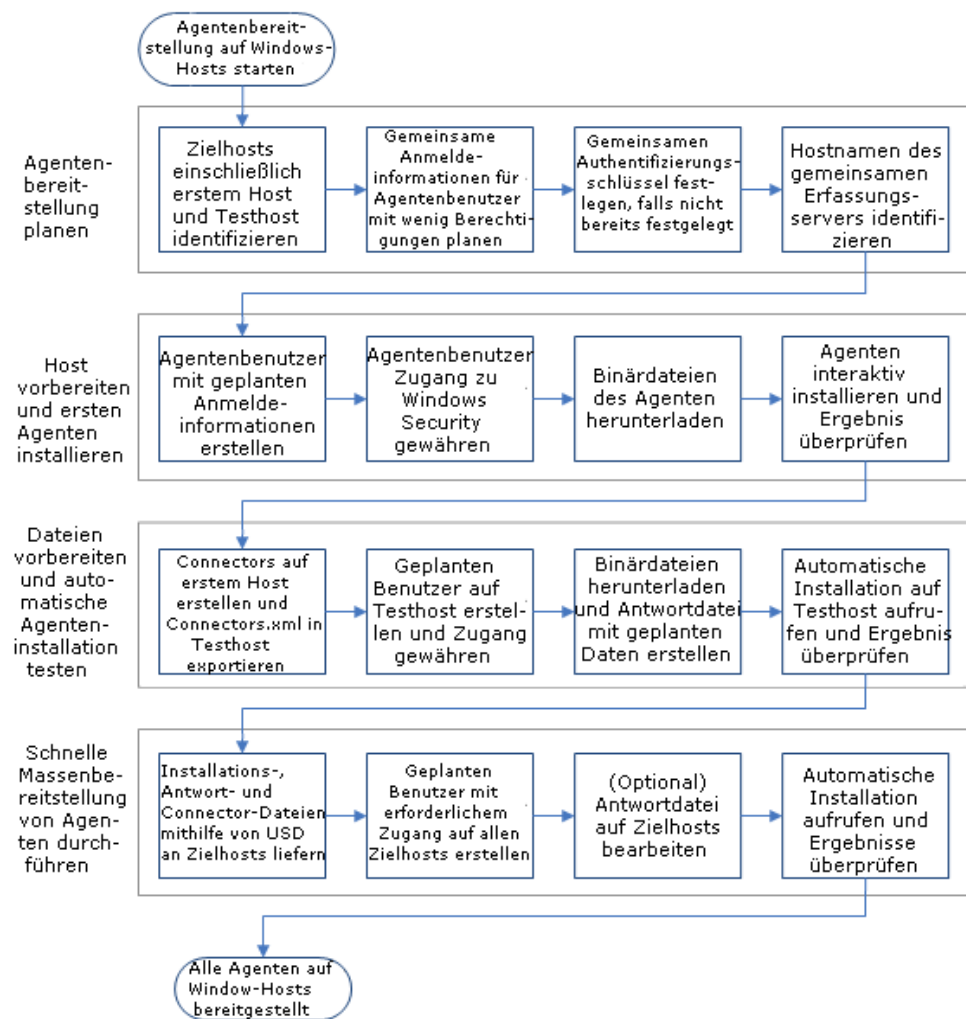 Agentenbereit-
stellung auf Windows-
Hosts starten
Agenten-
bereit-
stellung
planen
Zielhosts
einschließlich
erstem Host
und Testhost
identifizieren
Gemeinsame
Anmelde-
informationen für
Agentenbenutzer
mit wenig Berechti-
gungen planen
Gemeinsamen
Authentifizierungs-
schlüssel fest-
legen, falls nicht
bereits festgelegt
Hostnamen des
gemeinsamen
Erfassungs-
servers identifi-
zieren
Host
vorbereiten
und ersten
Agenten
installieren
Agentenbenutzer
mit geplanten
Anmelde-
informationen
erstellen
Agentenbenutzer
Zugang zu
Windows
Security
gewähren
Binärdateien
des Agenten
herunterladen
Agenten
interaktiv
installieren und
Ergebnis
überprüfen
Dateien
vorbereiten
und auto-
matische
Agenten-
installation
testen
Connectors auf
erstem Host
erstellen und
Connectors.xml in
Testhost
exportieren
Geplanten
Benutzer auf
Testhost erstel-
len und Zugang
gewähren
Binärdateien
herunterladen
und Antwortdatei
mit geplanten
Daten erstellen
Automatische
Installation auf
Testhost aufru-
fen und Ergebnis
überprüfen
Schnelle
Massenbe-
reitstellung
von Agen-
ten durch-
führen
Installations-,
Antwort- und
Connector-Dateien
mithilfe von USD
an Zielhosts liefern
Geplanten
Benutzer mit
erforderlichem
Zugang auf allen
Zielhosts erstellen
(Optional)
Antwortdatei
auf Zielhosts
bearbeiten
Automatische
Installation
aufrufen und
Ergebnisse
überprüfen
Alle Agenten auf
Window-Hosts
bereitgestellt